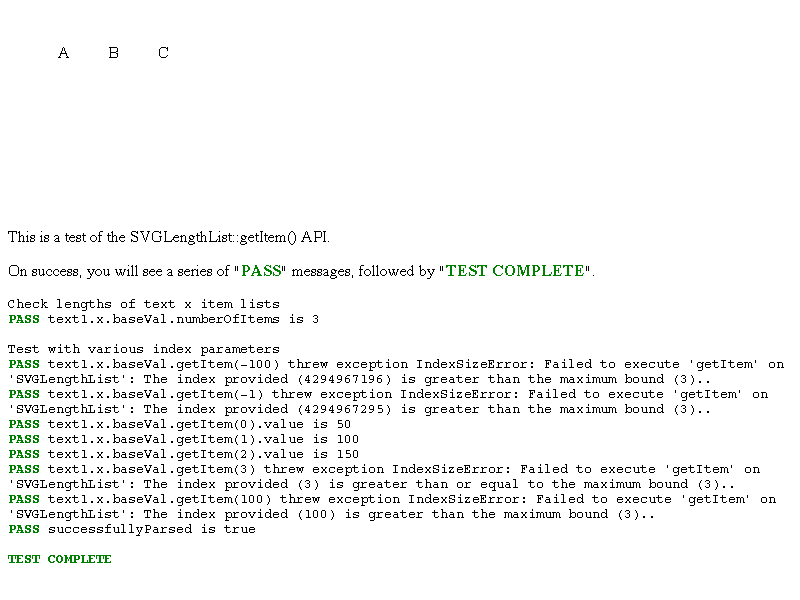 A B C
This is a test of the SVGLengthList::getItem() API.
On success, you will see a series of "PASS" messages, followed by "TEST COMPLETE".
Check lengths of text x item lists
PASS text1.x.baseVal.numberOfItems is 3
Test with various index parameters
PASS text1.x.baseVal.getItem(-100) threw exception IndexSizeError: Failed to execute 'getItem' on
'SVGLengthList': The index provided (4294967196) is greater than the maximum bound (3)..
PASS text1.x.baseVal.getItem(-1) threw exception IndexSizeError: Failed to execute 'getItem' on
'SVGLengthList': The index provided (4294967295) is greater than the maximum bound (3)..
PASS text1.x.baseVal.getItem(0).value is 50
PASS text1.x.baseVal.getItem(1).value is 100
PASS text1.x.baseVal.getItem(2).value is 150
PASS text1.x.baseVal.getItem(3) threw exception IndexSizeError: Failed to execute 'getItem' on
'SVGLengthList': The index provided (3) is greater than or equal to the maximum bound (3)..
PASS text1.x.baseVal.getItem(100) threw exception IndexSizeError: Failed to execute 'getItem' on
'SVGLengthList': The index provided (100) is greater than the maximum bound (3)..
PASS successfullyParsed is true
TEST COMPLETE